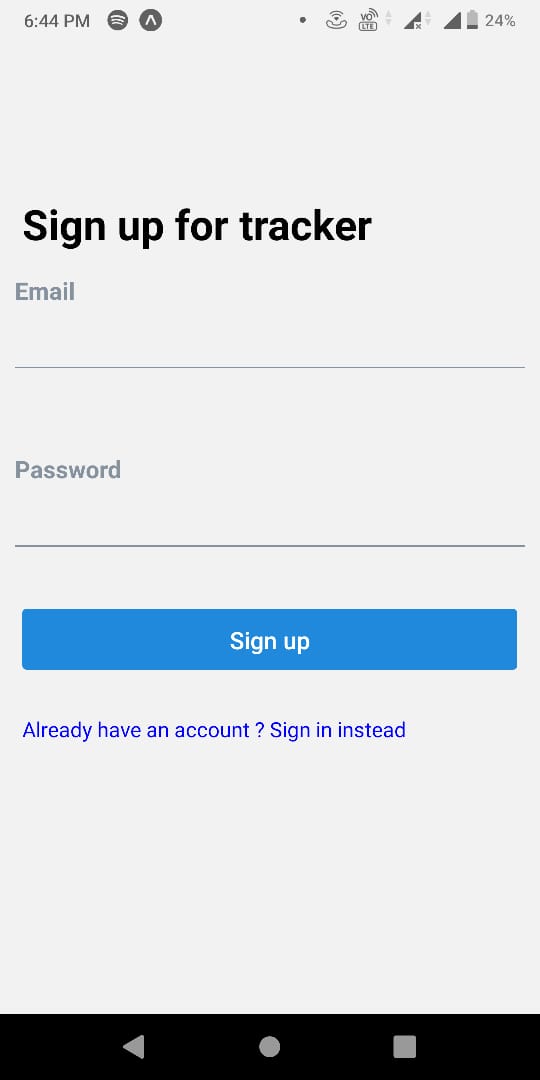 6:44 PM
VO
LTE
24%
Sign up for tracker
Email
Password
Sign up
Already have an account ? Sign in instead